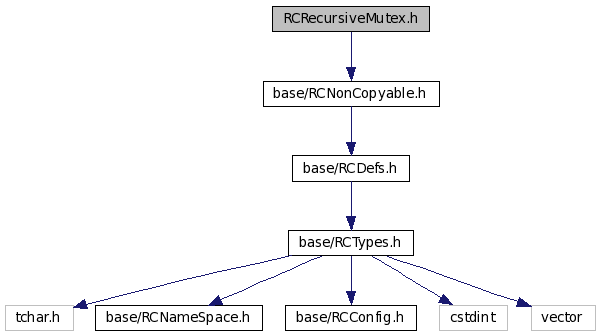 RCRecursiveMutex.h
base/RCNonCopyable.h
base/RCDefs.h
base/RCTypes.h
tchar.h
base/RCNameSpace.h
base/RCConfig.h
cstdint
vector